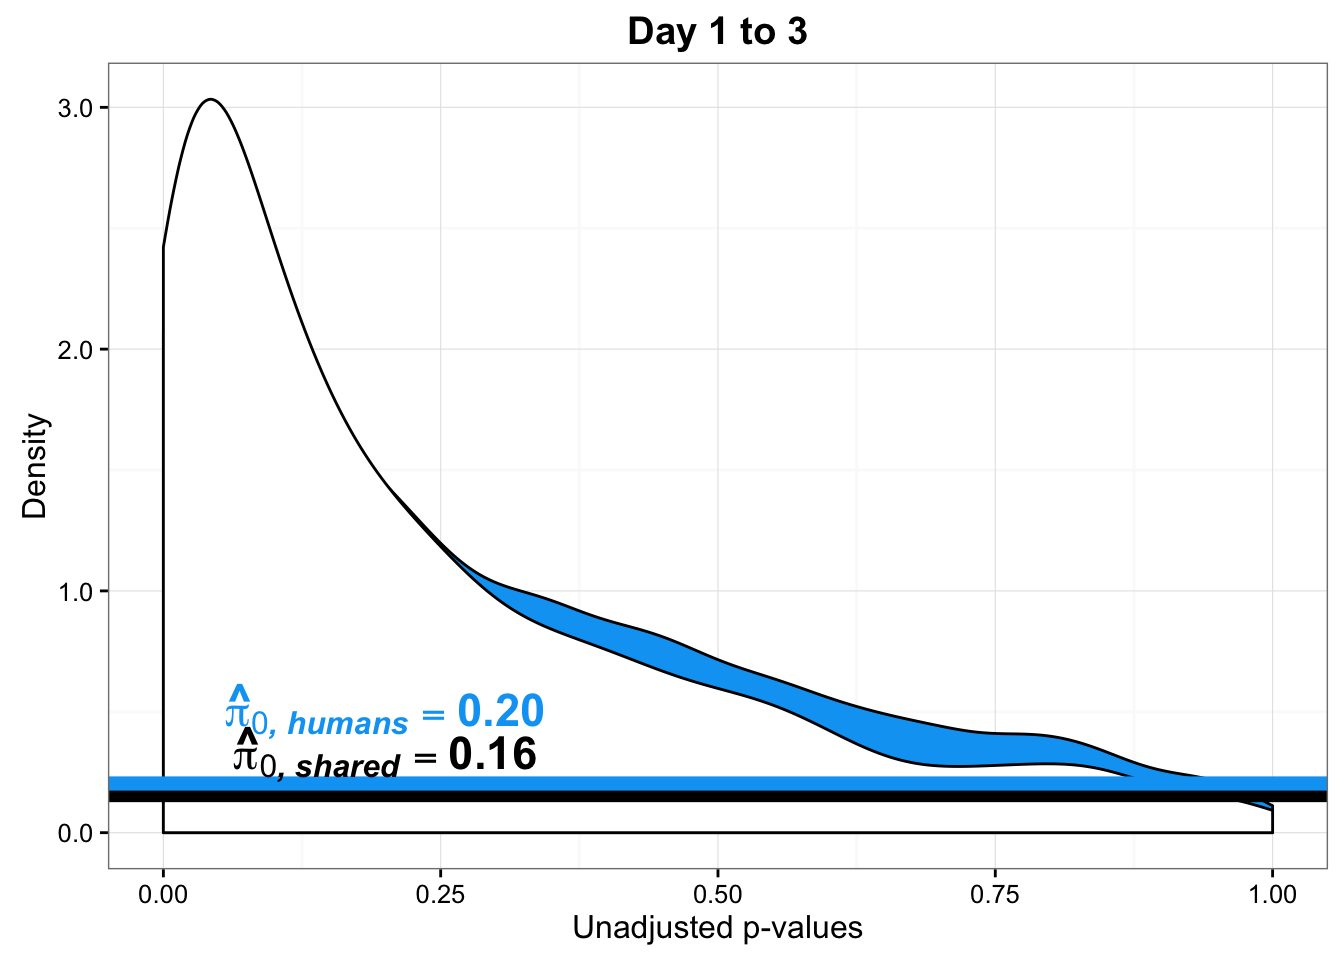 Day 1 to 3
3.0
2.0
1.0
0.0
Density
π̂0, humans = 0.20
π̂0, shared = 0.16
0.00 0.25 0.50 0.75 1.00
Unadjusted p-values